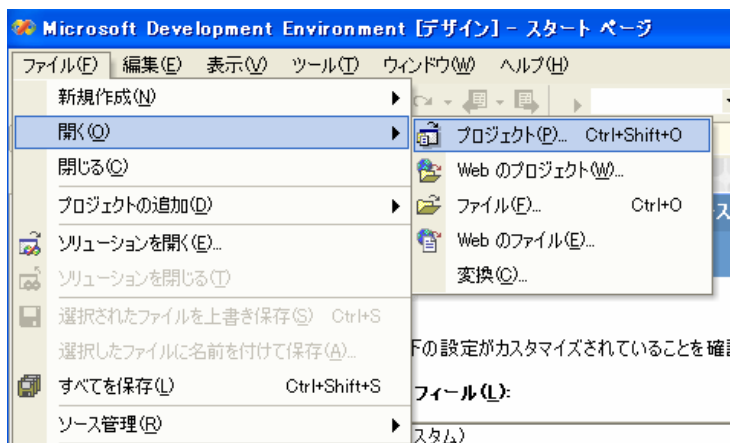 Microsoft Development Environment [デザイン] - スタート ページ
ファイル(F) 編集(E) 表示(V) ツール(T) ウィンドウ(W) ヘルプ(H)
新規作成(N)
開く(O)
閉じる(C)
プロジェクトの追加(D)
ソリューションを開く(E)...
ソリューションを閉じる(T)
選択されたファイルを上書き保存(S) Ctrl+S
選択したファイルに名前を付けて保存(A)...
すべてを保存(L) Ctrl+Shift+S
ソース管理(R)
プロジェクト(P)... Ctrl+Shift+O
Web のプロジェクト(W)...
ファイル(F)... Ctrl+O
Web のファイル(E)...
変換(C)...
ス
下の設定がカスタマイズされていることを確
フィール(L):
スタム)